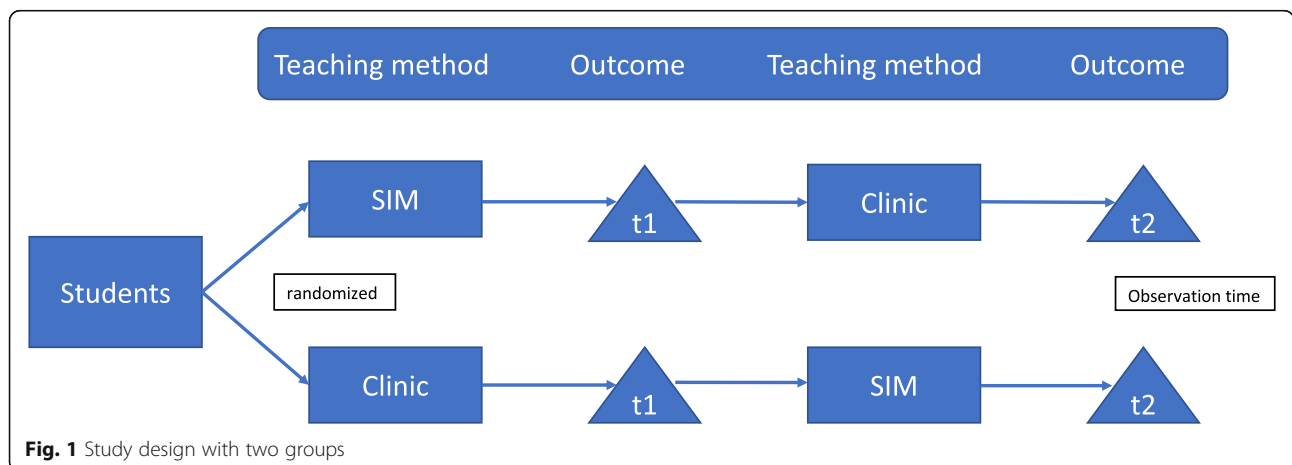 Teaching method Outcome Teaching method Outcome
SIM t1 Clinic t2
Students
randomized
Observation time
Clinic t1 SIM t2
Fig. 1 Study design with two groups